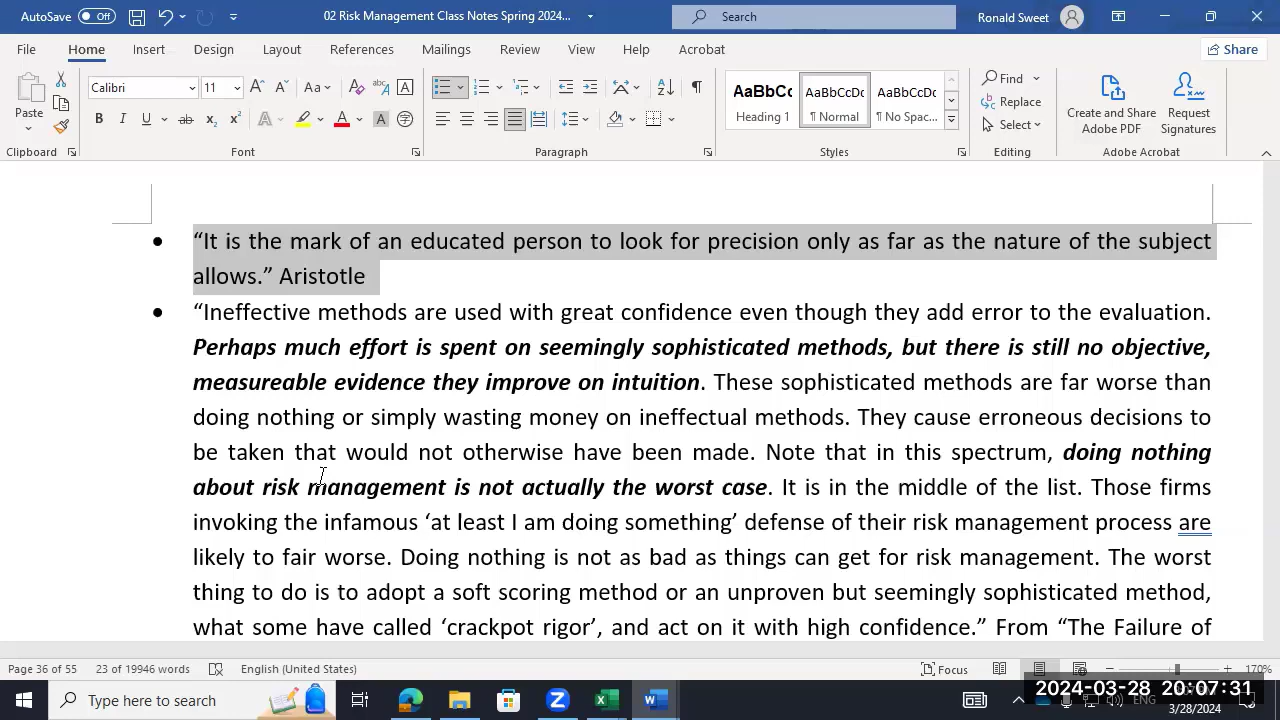 AutoSave Off 02 Risk Management Class Notes Spring 2024... Search Ronald Sweet
File Home Insert Design Layout References Mailings Review View Help Acrobat Share
Paste Calibri 11 Find Replace Select
AaBbCc AaBbCcDc AaBbCcDc
Heading 1 ¶ Normal ¶ No Spac...
Create and Share Adobe PDF Request Signatures
Clipboard Font Paragraph Styles Editing Adobe Acrobat
• “It is the mark of an educated person to look for precision only as far as the nature of the subject
allows.” Aristotle
• “Ineffective methods are used with great confidence even though they add error to the evaluation.
Perhaps much effort is spent on seemingly sophisticated methods, but there is still no objective,
measureable evidence they improve on intuition. These sophisticated methods are far worse than
doing nothing or simply wasting money on ineffectual methods. They cause erroneous decisions to
be taken that would not otherwise have been made. Note that in this spectrum, doing nothing
about risk management is not actually the worst case. It is in the middle of the list. Those firms
invoking the infamous ‘at least I am doing something’ defense of their risk management process are
likely to fair worse. Doing nothing is not as bad as things can get for risk management. The worst
thing to do is to adopt a soft scoring method or an unproven but seemingly sophisticated method,
what some have called ‘crackpot rigor’, and act on it with high confidence.” From “The Failure of
Page 36 of 55 23 of 19946 words English (United States) Focus 170%
Type here to search ENG 2024-03-28 20:07:31
3/28/2024